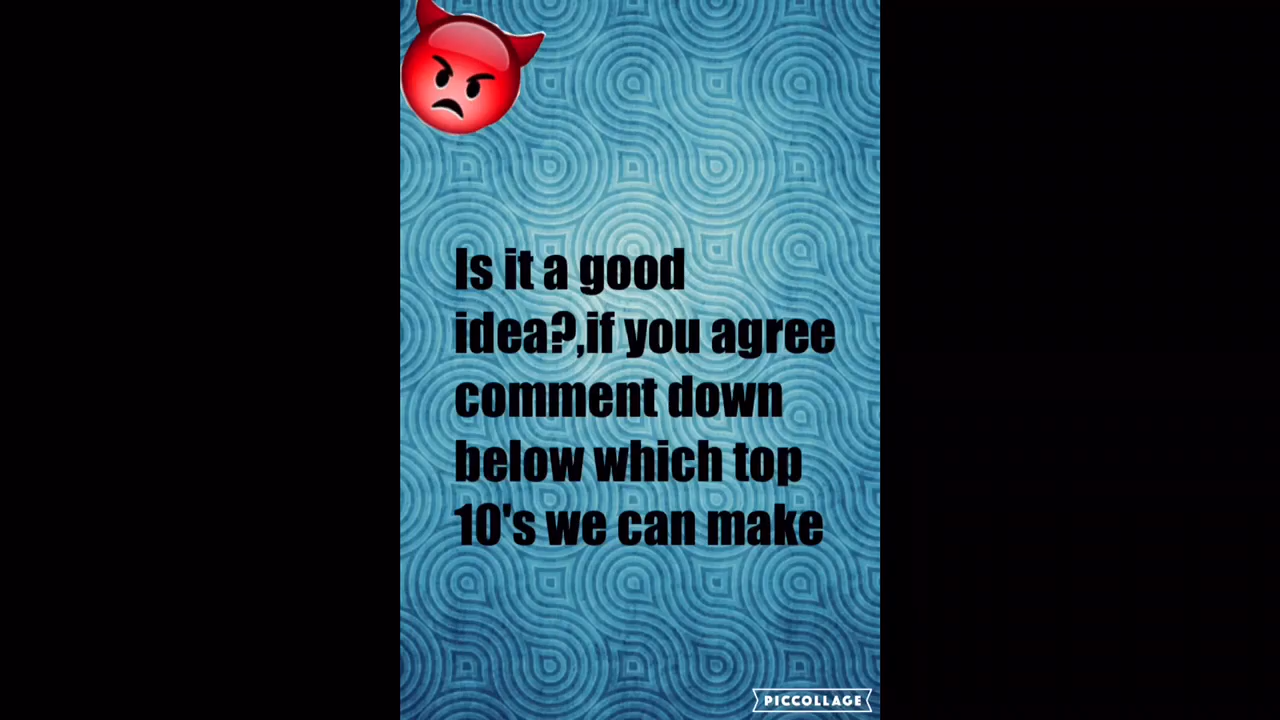 Is it a good
idea?,if you agree
comment down
below which top
10's we can make
PICCOLLAGE